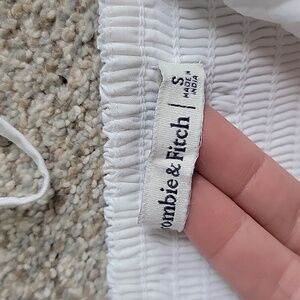 ombie & Fitch
S
MADE IN
INDIA